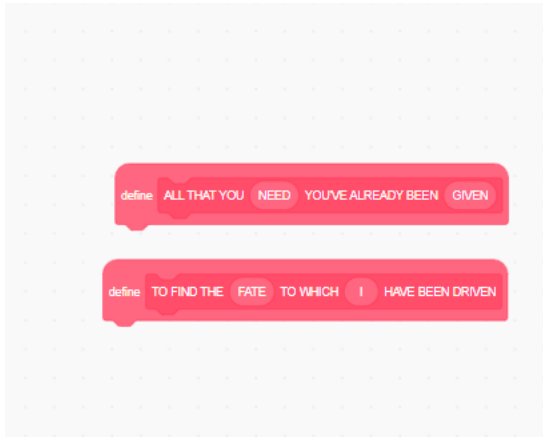 define ALL THAT YOU NEED YOU'VE ALREADY BEEN GIVEN
define TO FIND THE FATE TO WHICH I HAVE BEEN DRIVEN